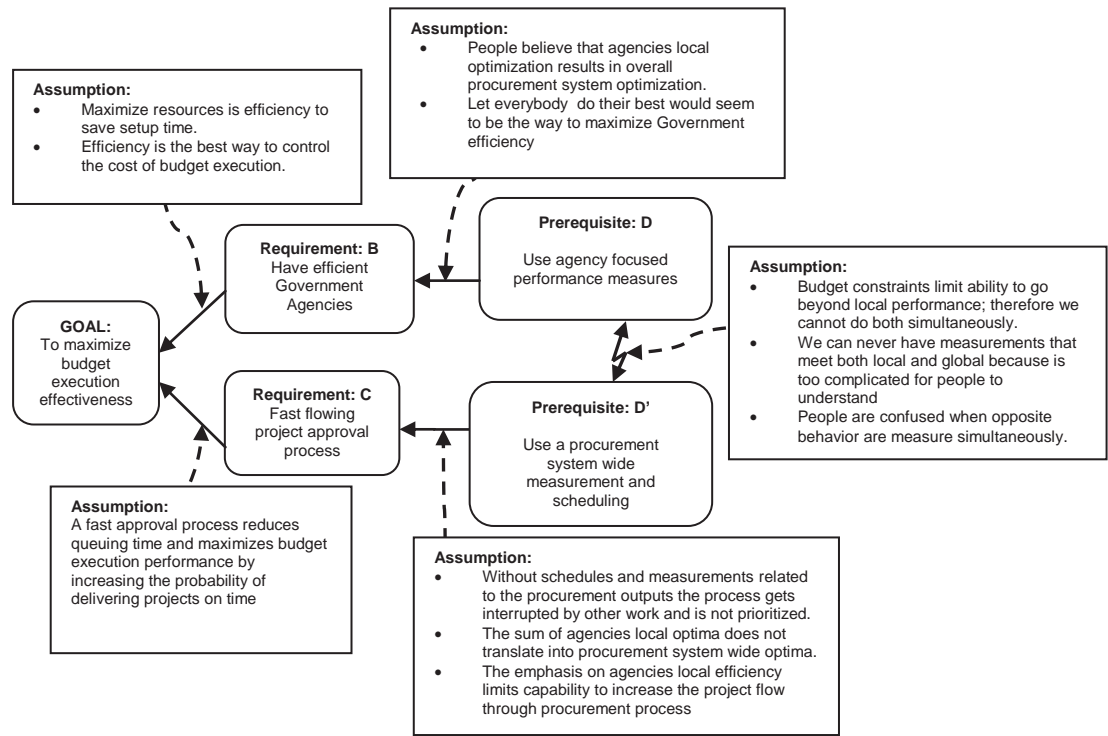 Assumption:
• People believe that agencies local
optimization results in overall
procurement system optimization.
• Let everybody do their best would seem
to be the way to maximize Government
efficiency
Assumption:
• Maximize resources is efficiency to
save setup time.
• Efficiency is the best way to control
the cost of budget execution.
Prerequisite: D
Use agency focused
performance measures
Requirement: B
Have efficient
Government
Agencies
Assumption:
• Budget constraints limit ability to go
beyond local performance; therefore we
cannot do both simultaneously.
• We can never have measurements that
meet both local and global because is
too complicated for people to
understand
• People are confused when opposite
behavior are measure simultaneously.
GOAL:
To maximize
budget
execution
effectiveness
Requirement: C
Fast flowing
project approval
process
Prerequisite: D’
Use a procurement
system wide
measurement and
scheduling
Assumption:
A fast approval process reduces
queuing time and maximizes budget
execution performance by
increasing the probability of
delivering projects on time
Assumption:
• Without schedules and measurements related
to the procurement outputs the process gets
interrupted by other work and is not prioritized.
• The sum of agencies local optima does not
translate into procurement system wide optima.
• The emphasis on agencies local efficiency
limits capability to increase the project flow
through procurement process